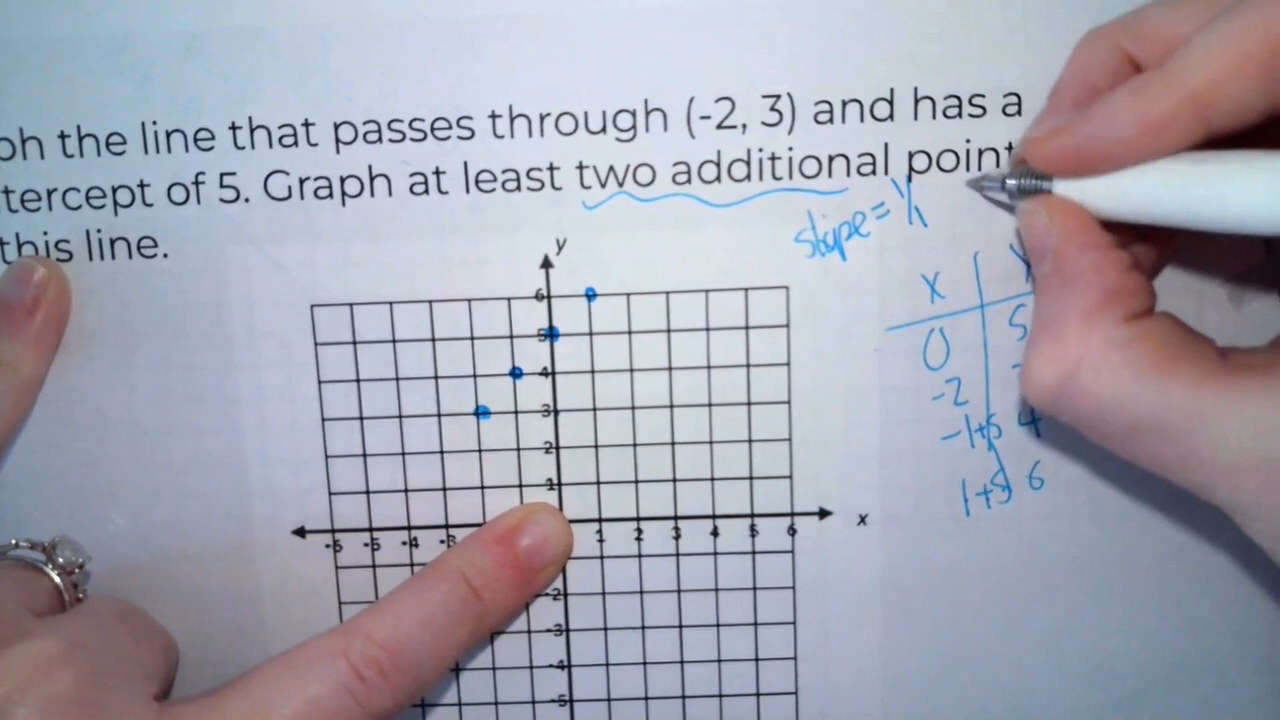 ph the line that passes through (-2, 3) and has a
tercept of 5. Graph at least two additional point
this line.
slope = 1/1
x y
0 5
-2
-1+5 4
1+5 6
y
6
5
4
3
2
1
-6 -5 -4 -3 1 2 3 4 5 6 x
-2
-3
-4
-5